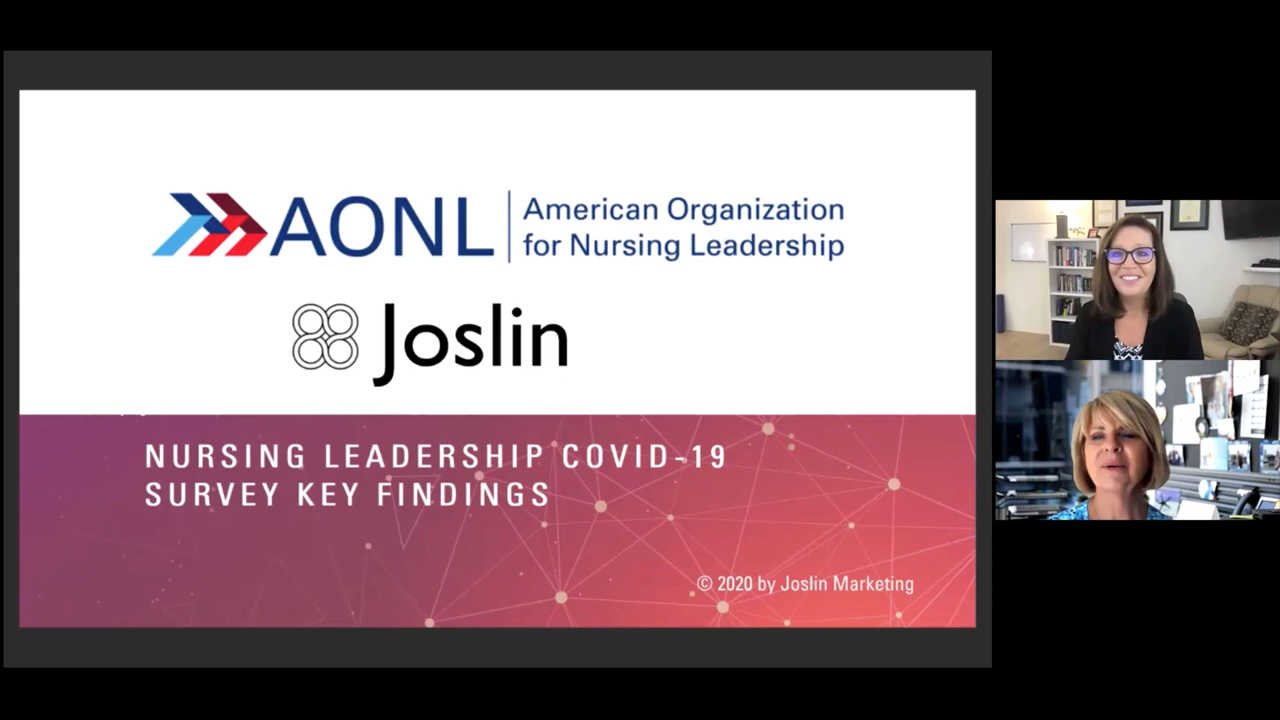 AONL
American Organization
for Nursing Leadership
Joslin
NURSING LEADERSHIP COVID-19
SURVEY KEY FINDINGS
© 2020 by Joslin Marketing